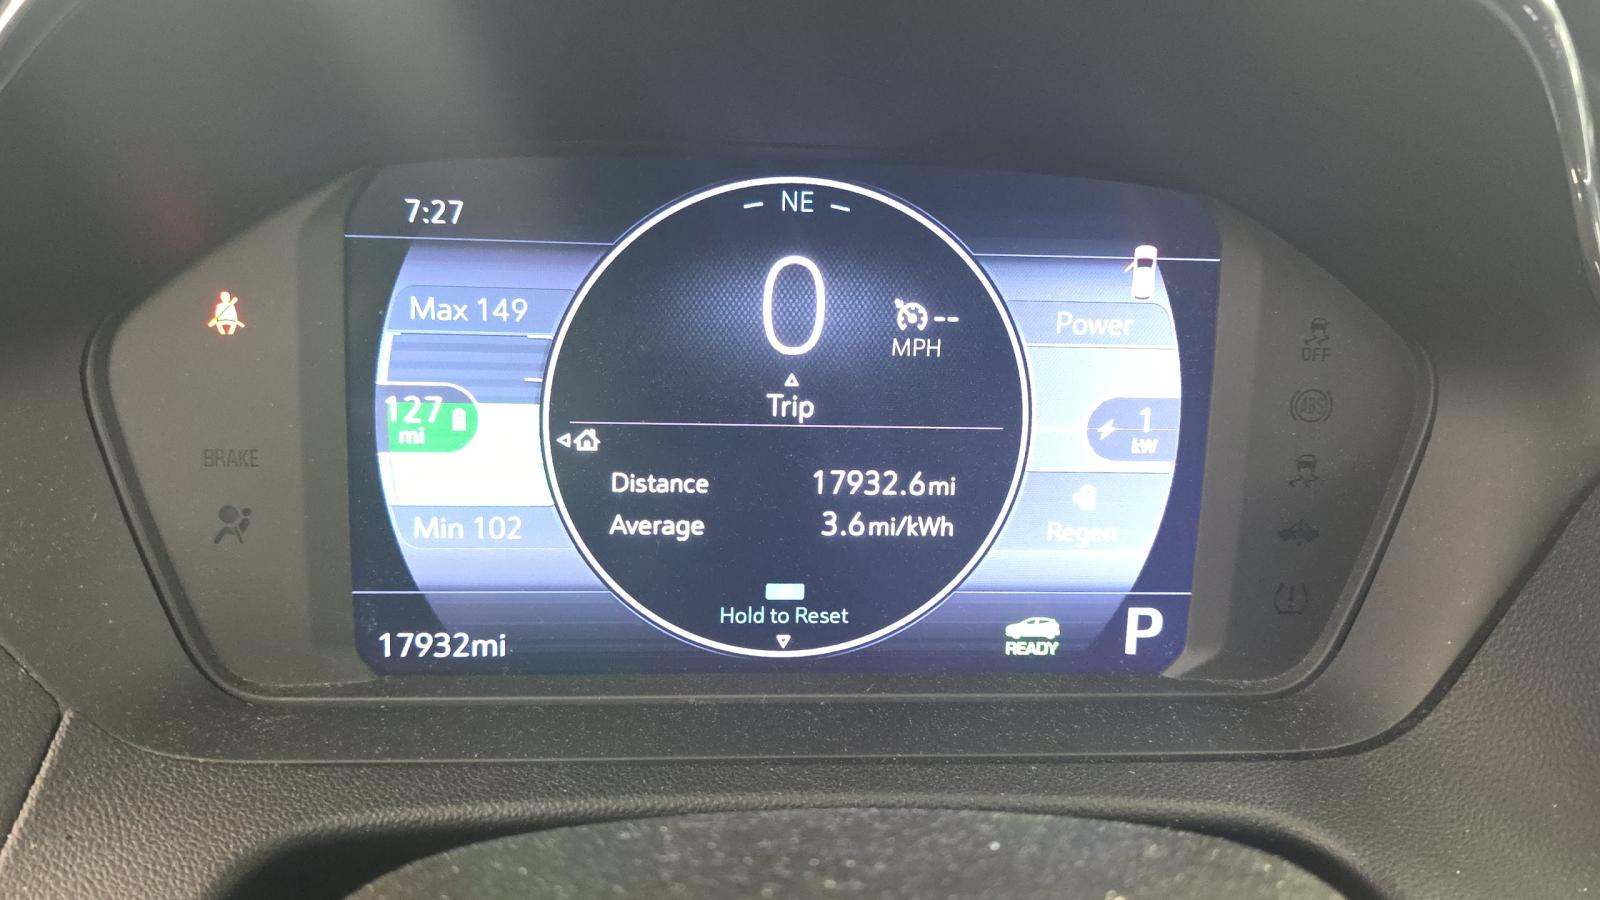 7:27
NE
Max 149
0
--
MPH
Power
OFF
127
mi
Trip
1
kW
ABS
BRAKE
Distance 17932.6mi
Average 3.6mi/kWh
Min 102
Regen
Hold to Reset
17932mi
READY
P